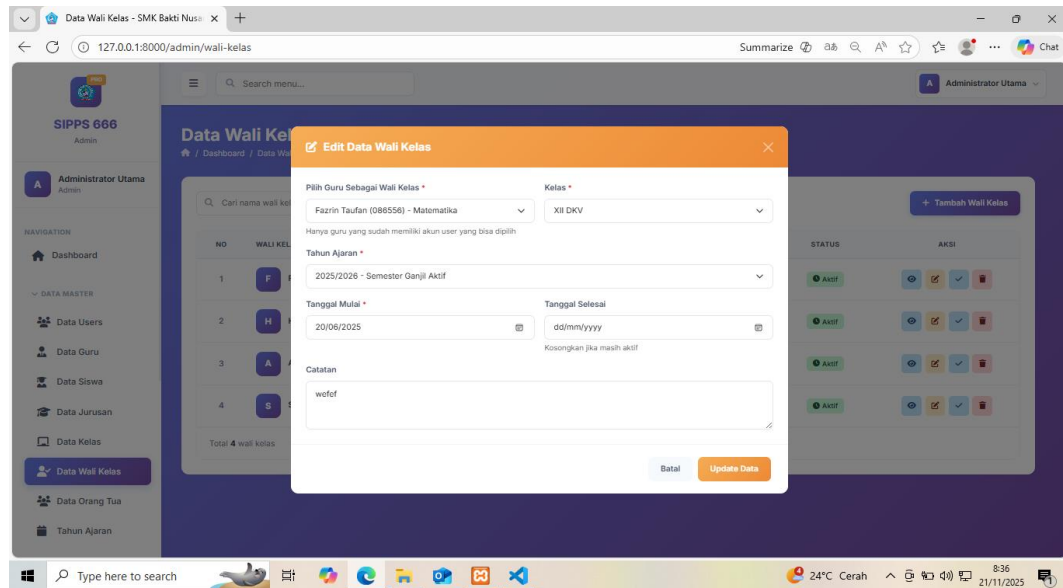 Data Wali Kelas - SMK Bakti Nusa
127.0.0.1:8000/admin/wali-kelas
Summarize
Chat
PRO
SIPPS 666
Admin
Search menu...
A Administrator Utama
A Administrator Utama
Admin
Data Wali Kel
/ Dashboard / Data Wa
Cari nama wali kel
+ Tambah Wali Kelas
NAVIGATION
Dashboard
DATA MASTER
Data Users
Data Guru
Data Siswa
Data Jurusan
Data Kelas
Data Wali Kelas
Data Orang Tua
Tahun Ajaran
NO WALI KEL STATUS AKSI
1 F Aktif
2 H Aktif
3 A Aktif
4 S Aktif
Total 4 wali kelas
Edit Data Wali Kelas
Pilih Guru Sebagai Wali Kelas * Kelas *
Fazrin Taufan (086556) - Matematika XII DKV
Hanya guru yang sudah memiliki akun user yang bisa dipilih
Tahun Ajaran *
2025/2026 - Semester Ganjil Aktif
Tanggal Mulai * Tanggal Selesai
20/06/2025 dd/mm/yyyy
Kosongkan jika masih aktif
Catatan
wefef
Batal Update Data
Type here to search
24°C Cerah
8:36
21/11/2025